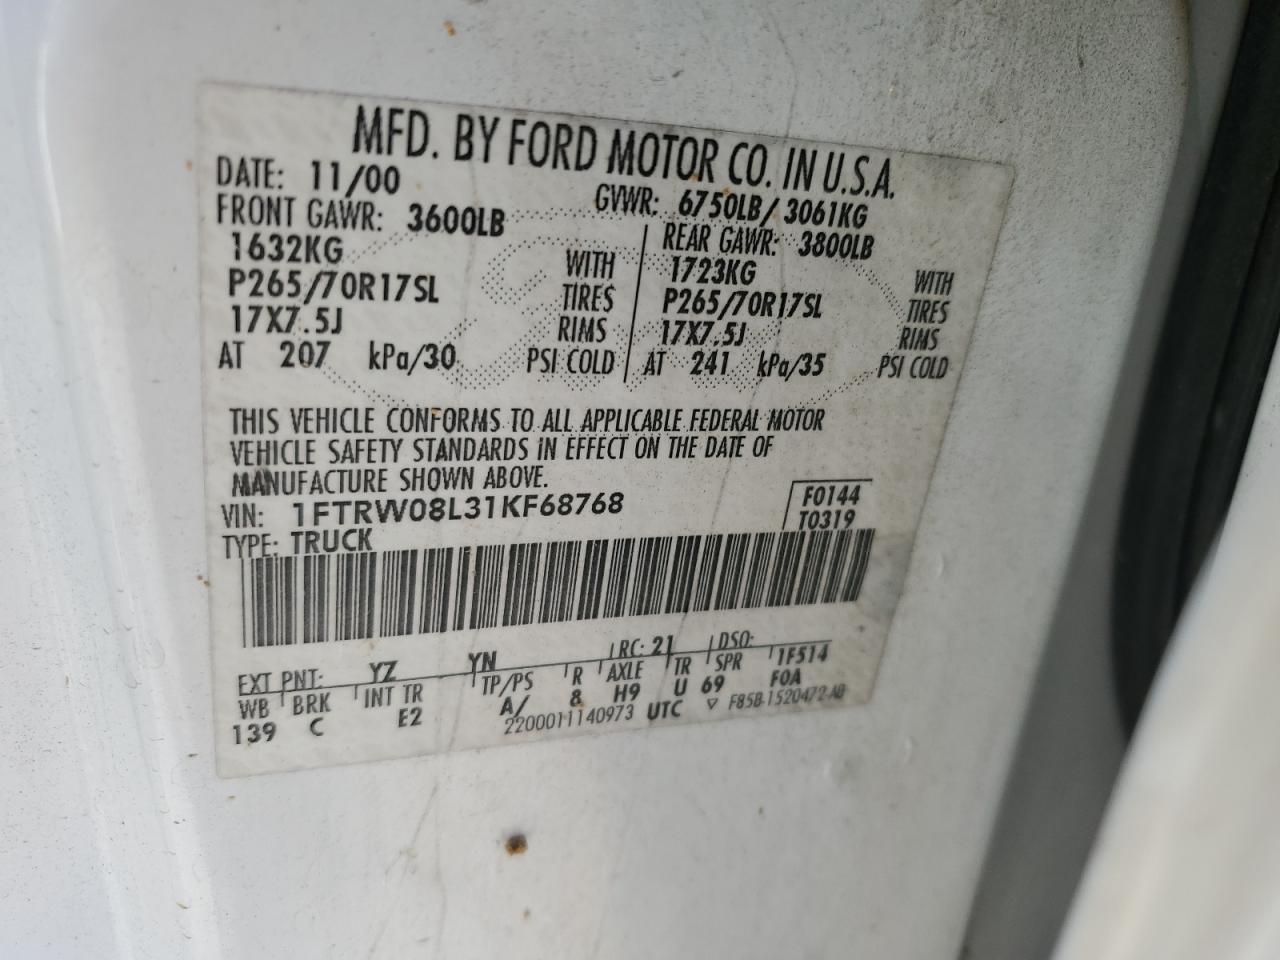 MFD. BY FORD MOTOR CO. IN U.S.A.
DATE: 11/00 GVWR: 6750LB/ 3061KG
FRONT GAWR: 3600LB REAR GAWR: 3800LB
1632KG WITH 1723KG WITH
P265/70R17SL TIRES P265/70R17SL TIRES
17X7.5J RIMS 17X7.5J RIMS
AT 207 kPa/30 PSI COLD AT 241 kPa/35 PSI COLD
THIS VEHICLE CONFORMS TO ALL APPLICABLE FEDERAL MOTOR
VEHICLE SAFETY STANDARDS IN EFFECT ON THE DATE OF
MANUFACTURE SHOWN ABOVE.
VIN: 1FTRW08L31KF68768 F0144
TYPE: TRUCK T0319
EXT PNT: YZ YN RC: 21 DSO: 1F514
WB BRK INT TR TP/PS R AXLE TR SPR F0A
139 C E2 A/ & H9 U 69
2200011140973 UTC ▽ F85B-1520472-AB